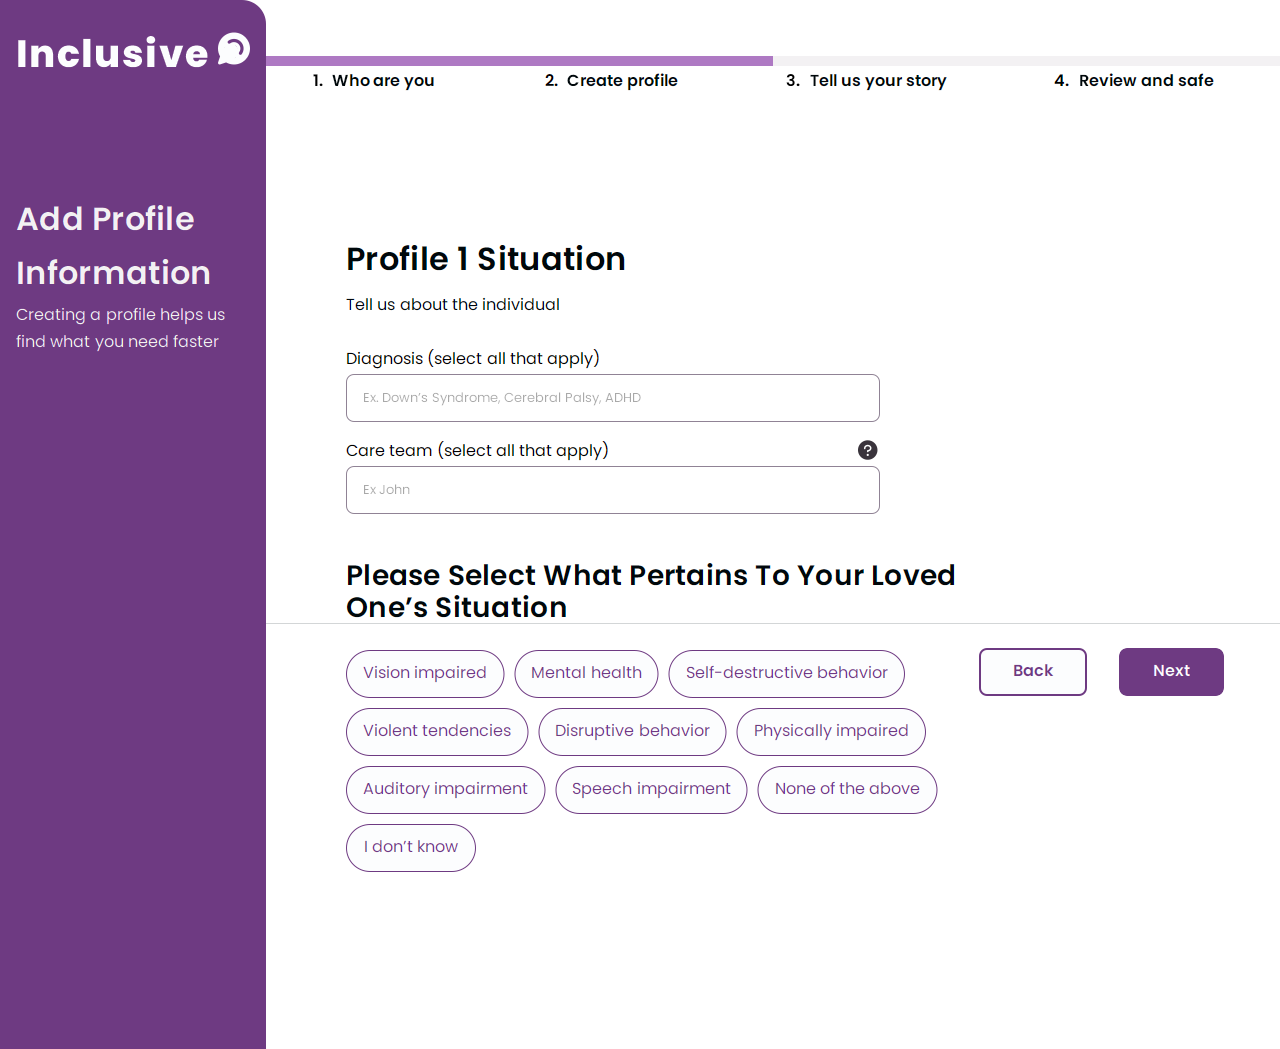 Inclusive
1. Who are you
2. Create profile
3. Tell us your story
4. Review and safe
Add Profile
Information
Creating a profile helps us
find what you need faster
Profile 1 Situation
Tell us about the individual
Diagnosis (select all that apply)
Ex. Down’s Syndrome, Cerebral Palsy, ADHD
Care team (select all that apply)
?
Ex John
Please Select What Pertains To Your Loved
One’s Situation
Vision impaired
Mental health
Self-destructive behavior
Back
Next
Violent tendencies
Disruptive behavior
Physically impaired
Auditory impairment
Speech impairment
None of the above
I don’t know